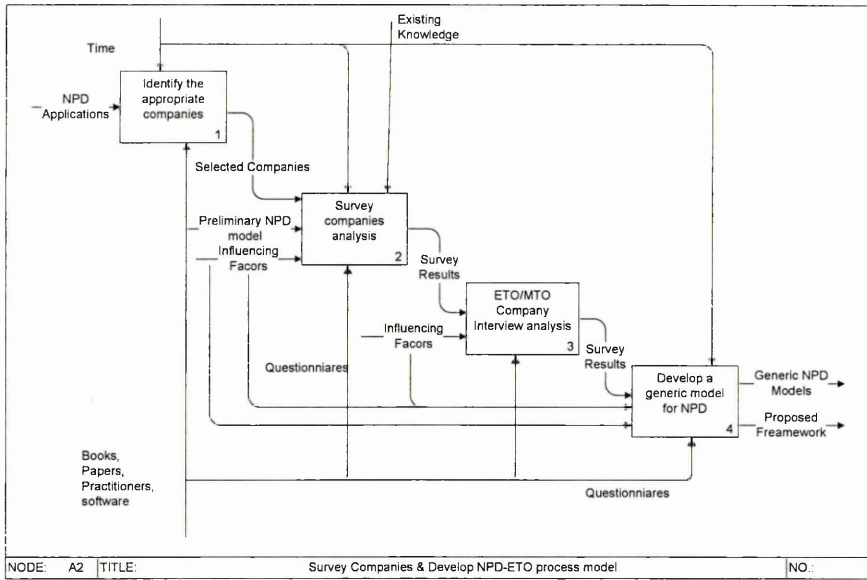 Existing
Knowledge
Time
Identify the
appropriate
companies
1
NPD
Applications
Selected Companies
Survey
companies
analysis
2
Preliminary NPD
model
Influencing
Facors
Survey
Results
ETO/MTO
Company
Interview analysis
3
Influencing
Facors
Survey
Results
Questionniares
Develop a
generic model
for NPD
4
Generic NPD
Models
Proposed
Freamework
Books,
Papers,
Practitioners,
software
Questionniares
NODE: A2 TITLE: Survey Companies & Develop NPD-ETO process model NO.: